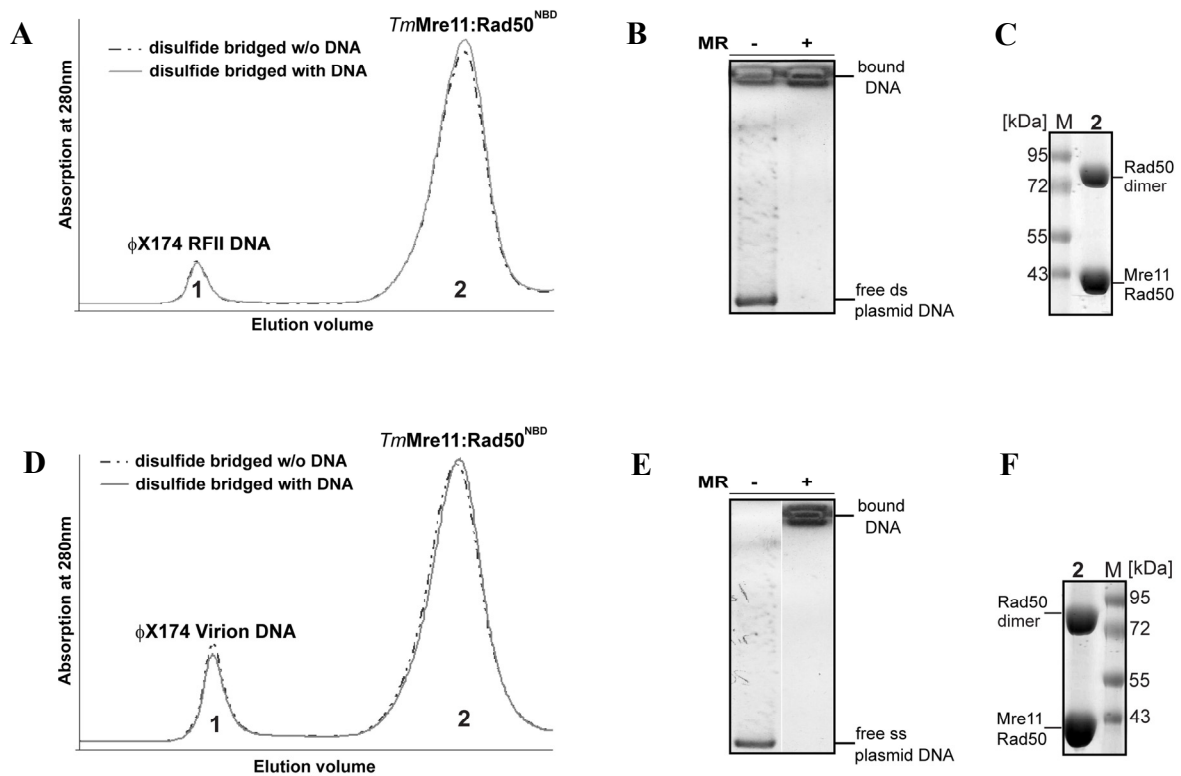 A
TmMre11:Rad50NBD
disulfide bridged w/o DNA
disulfide bridged with DNA
Absorption at 280nm
ϕX174 RFII DNA
1
2
Elution volume
B
MR - +
bound
DNA
free ds
plasmid DNA
C
[kDa] M 2
95
72
55
43
Rad50
dimer
Mre11
Rad50
D
TmMre11:Rad50NBD
disulfide bridged w/o DNA
disulfide bridged with DNA
Absorption at 280nm
ϕX174 Virion DNA
1
2
Elution volume
E
MR - +
bound
DNA
free ss
plasmid DNA
F
2 M [kDa]
Rad50
dimer
Mre11
Rad50
95
72
55
43